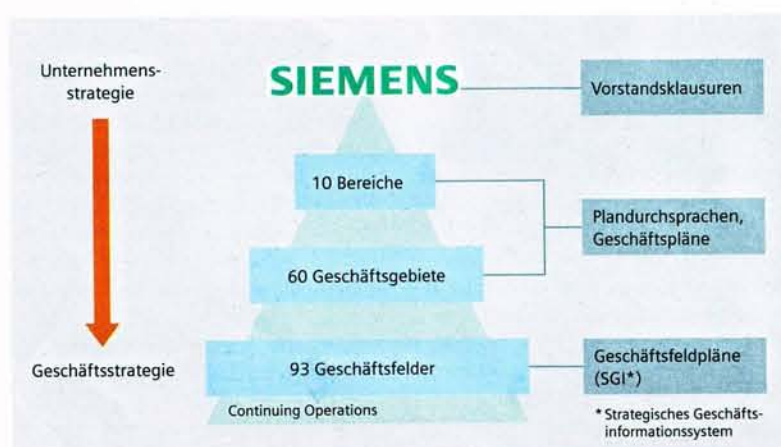 Unternehmens-
strategie
SIEMENS
Vorstandsklausuren
10 Bereiche
Plandurchsprachen,
Geschäftspläne
60 Geschäftsgebiete
Geschäftsstrategie
93 Geschäftsfelder
Geschäftsfeldpläne
(SGI*)
Continuing Operations
* Strategisches Geschäfts-
informationssystem